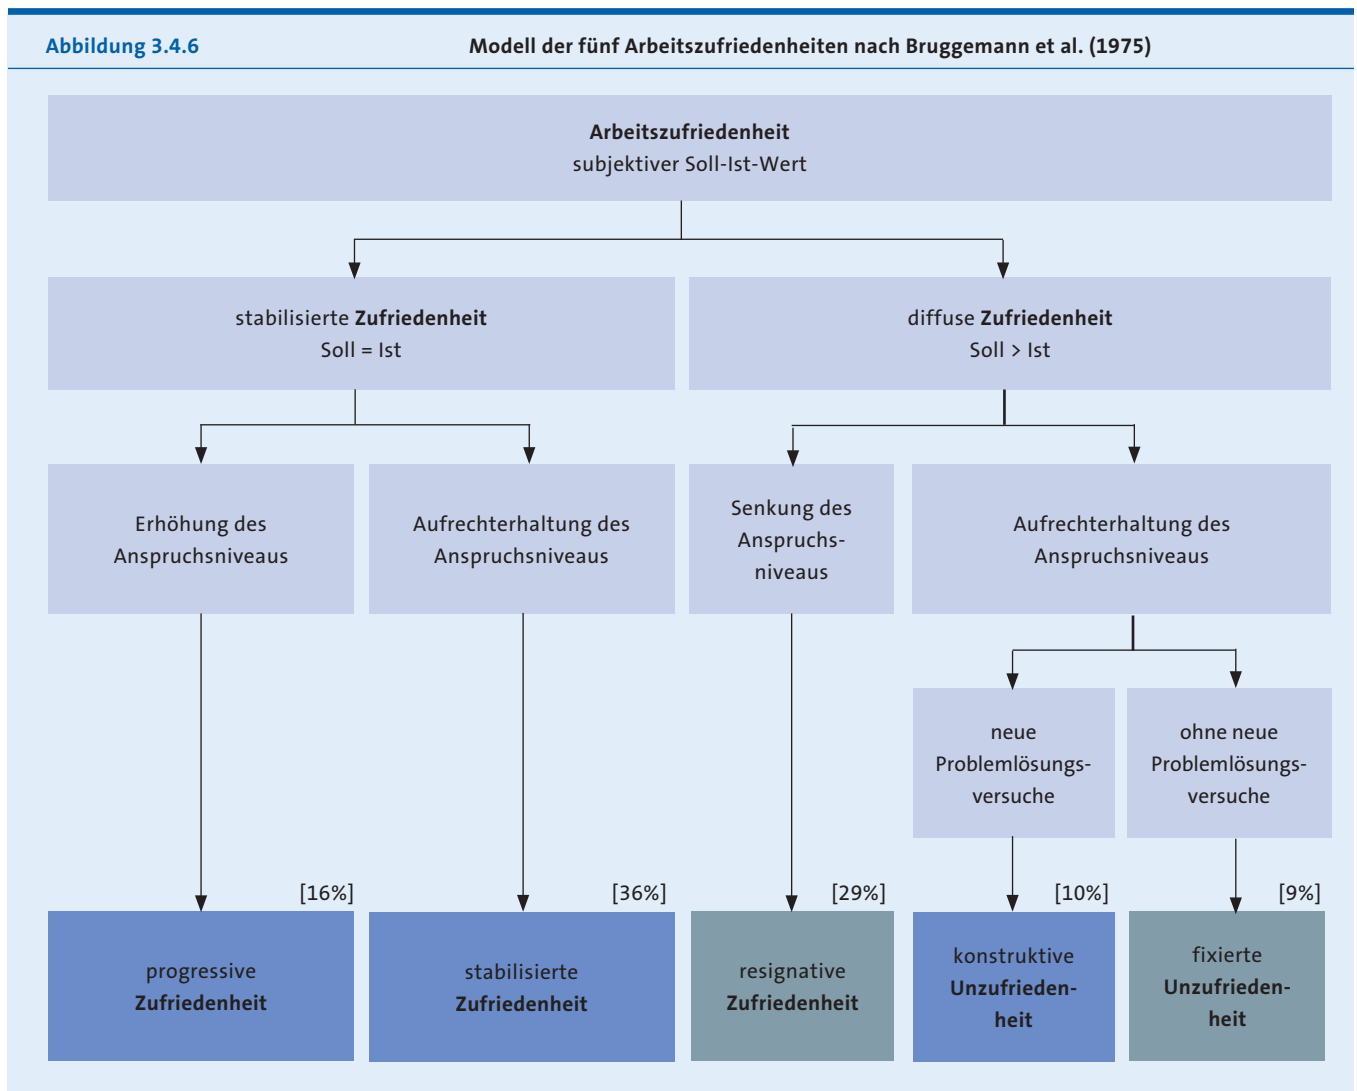 Abbildung 3.4.6
Modell der fünf Arbeitszufriedenheiten nach Bruggemann et al. (1975)
Arbeitszufriedenheit
subjektiver Soll-Ist-Wert
stabilisierte Zufriedenheit
Soll = Ist
diffuse Zufriedenheit
Soll > Ist
Erhöhung des
Anspruchsniveaus
Aufrechterhaltung des
Anspruchsniveaus
Senkung des
Anspruchs-
niveaus
Aufrechterhaltung des
Anspruchsniveaus
neue
Problemlösungs-
versuche
ohne neue
Problemlösungs-
versuche
[16%]
[36%]
[29%]
[10%]
[9%]
progressive
Zufriedenheit
stabilisierte
Zufriedenheit
resignative
Zufriedenheit
konstruktive
Unzufrieden-
heit
fixierte
Unzufrieden-
heit